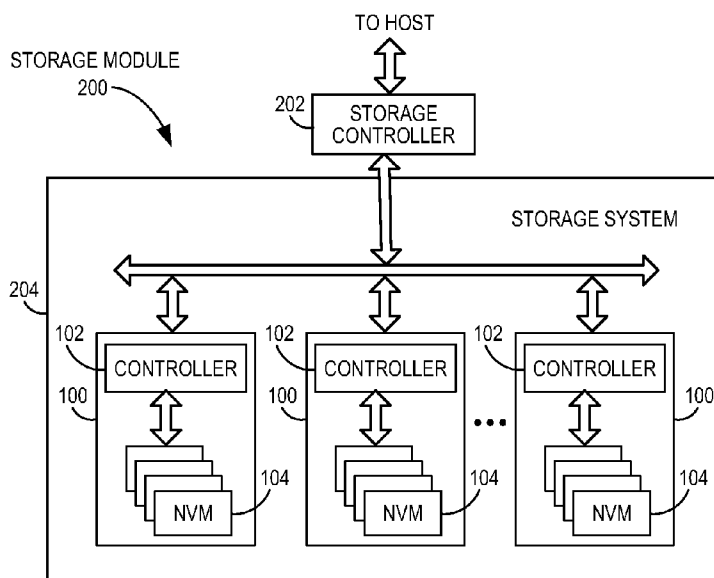 TO HOST
STORAGE MODULE
200
202
STORAGE
CONTROLLER
STORAGE SYSTEM
204
102
CONTROLLER
102
CONTROLLER
102
CONTROLLER
100
100
100
NVM
104
NVM
104
NVM
104